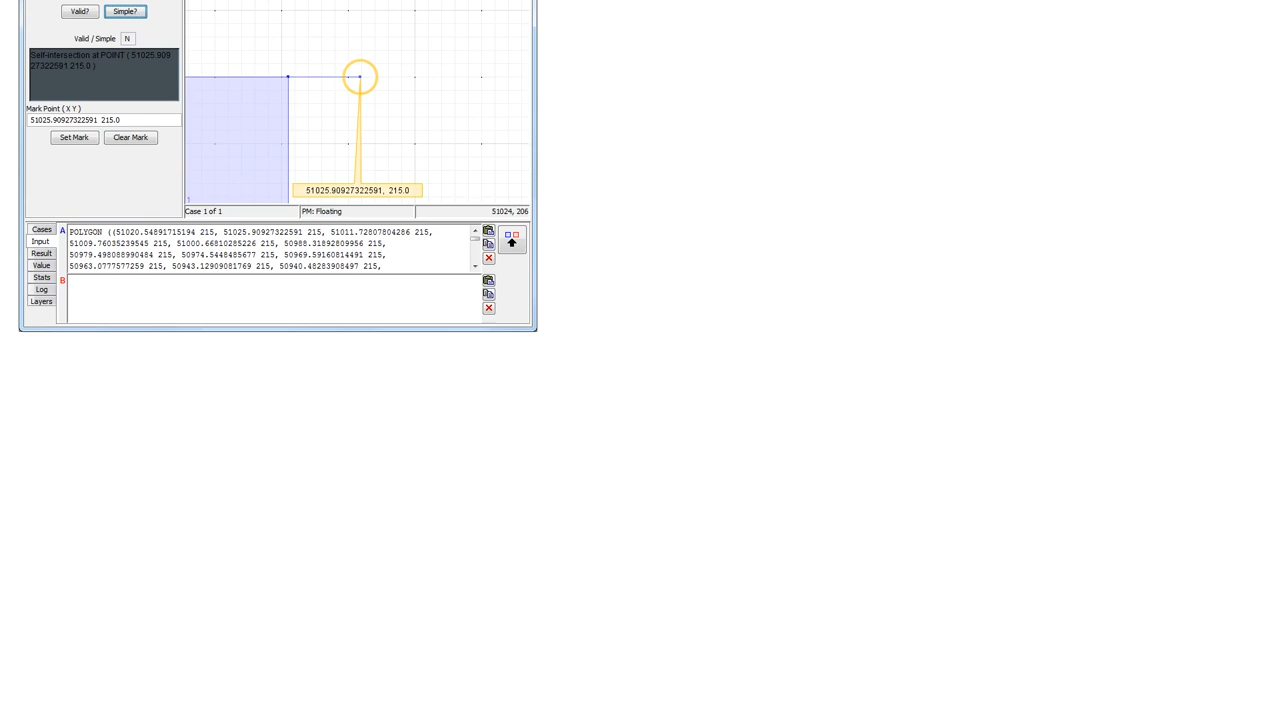 Valid?
Simple?
Valid / Simple N
Self-intersection at POINT ( 51025.909
27322591 215.0 )
Mark Point ( X Y )
51025.90927322591 215.0
Set Mark
Clear Mark
51025.90927322591, 215.0
1
Case 1 of 1
PM: Floating
51024, 206
Cases
Input
Result
Value
Stats
Log
Layers
A
POLYGON ((51020.54891715194 215, 51025.90927322591 215, 51011.72807804286 215,
51009.76035239545 215, 51000.66810285226 215, 50988.31892809956 215,
50979.498088990484 215, 50974.5448485677 215, 50969.59160814491 215,
50963.0777577259 215, 50943.12909081769 215, 50940.48283908497 215,
B